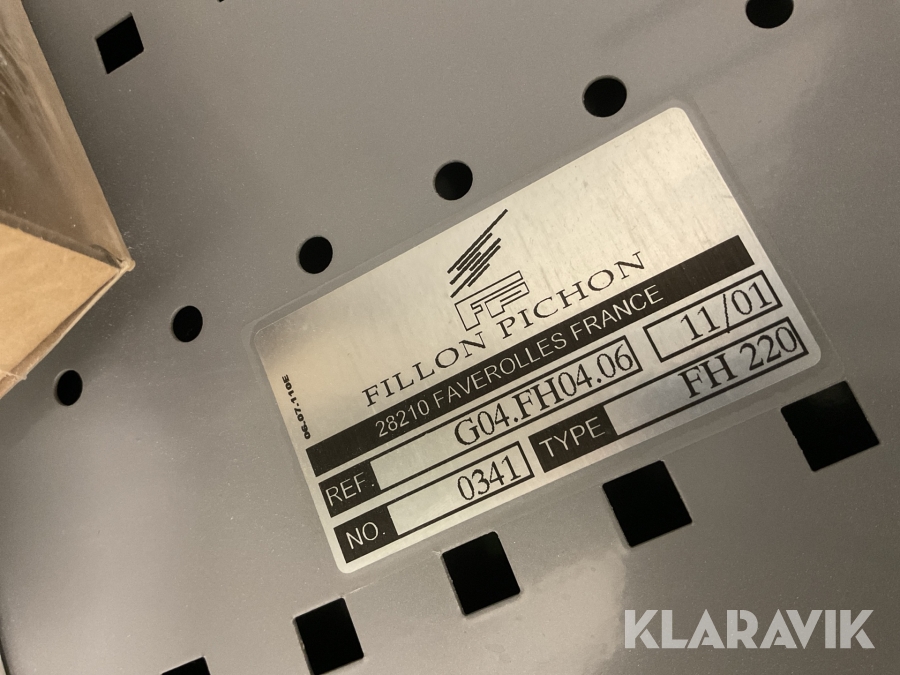 FF
FILLON PICHON
28210 FAVEROLLES FRANCE
REF. G04.FH04.06 11/01
NO. 0341 TYPE FH 220
06-07-110E
KLARAVIK